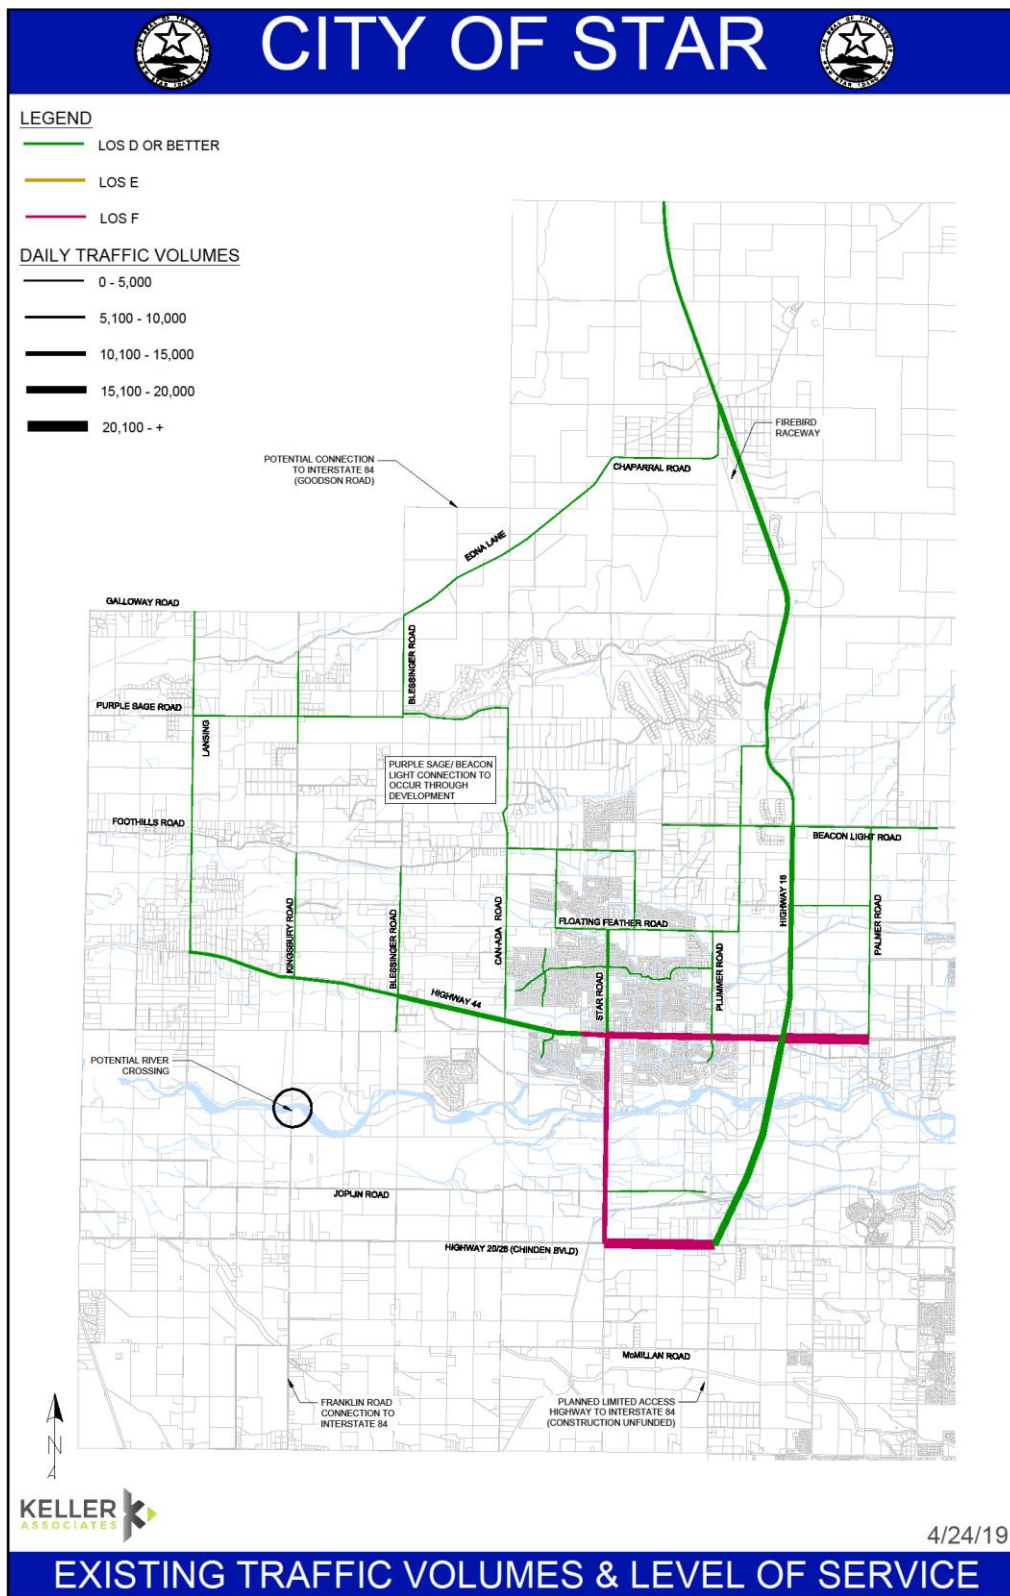 CITY OF STAR
LEGEND
LOS D OR BETTER
LOS E
LOS F
DAILY TRAFFIC VOLUMES
0 - 5,000
5,100 - 10,000
10,100 - 15,000
15,100 - 20,000
20,100 - +
FIREBIRD
RACEWAY
POTENTIAL CONNECTION
TO INTERSTATE 84
(GOODSON ROAD)
CHAPARRAL ROAD
EDNA LANE
GALLOWAY ROAD
BLESSINGER ROAD
PURPLE SAGE ROAD
LANSING
PURPLE SAGE/ BEACON
LIGHT CONNECTION TO
OCCUR THROUGH
DEVELOPMENT
FOOTHILLS ROAD
BEACON LIGHT ROAD
KINGSBURY ROAD
BLESSINGER ROAD
CAN-ADA ROAD
FLOATING FEATHER ROAD
HIGHWAY 16
PALMER ROAD
STAR ROAD
PLUMMER ROAD
HIGHWAY 44
POTENTIAL RIVER
CROSSING
JOPLIN ROAD
HIGHWAY 20/26 (CHINDEN BVLD)
McMILLAN ROAD
FRANKLIN ROAD
CONNECTION TO
INTERSTATE 84
PLANNED LIMITED ACCESS
HIGHWAY TO INTERSTATE 84
(CONSTRUCTION UNFUNDED)
N
KELLER
ASSOCIATES
4/24/19
EXISTING TRAFFIC VOLUMES & LEVEL OF SERVICE